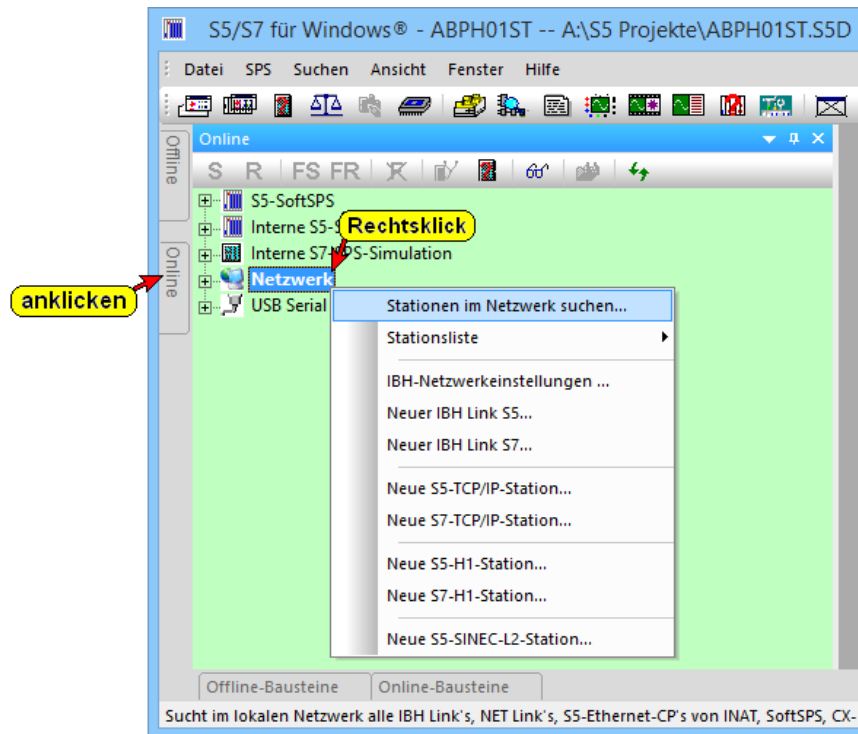 S5/S7 für Windows® - ABPH01ST -- A:\S5 Projekte\ABPH01ST.S5D
Datei SPS Suchen Ansicht Fenster Hilfe
Offline
Online
Online
S R FS FR
S5-SoftSPS
Interne S5-
Rechtsklick
Interne S7- PS-Simulation
Netzwerk
anklicken
USB Serial
Stationen im Netzwerk suchen...
Stationsliste
IBH-Netzwerkeinstellungen ...
Neuer IBH Link S5...
Neuer IBH Link S7...
Neue S5-TCP/IP-Station...
Neue S7-TCP/IP-Station...
Neue S5-H1-Station...
Neue S7-H1-Station...
Neue S5-SINEC-L2-Station...
Offline-Bausteine Online-Bausteine
Sucht im lokalen Netzwerk alle IBH Link's, NET Link's, S5-Ethernet-CP's von INAT, SoftSPS, CX-